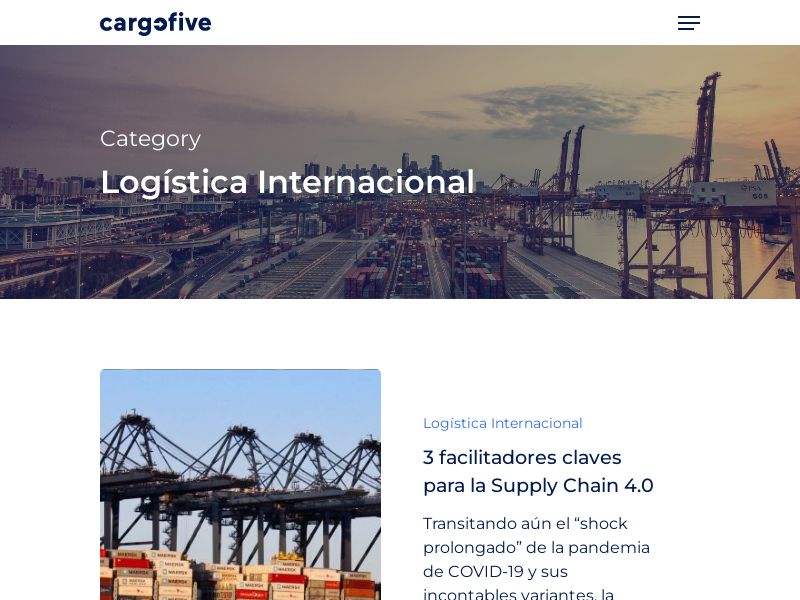 cargofive
Category
Logística Internacional
Logística Internacional
3 facilitadores claves
para la Supply Chain 4.0
Transitando aún el “shock
prolongado” de la pandemia
de COVID-19 y sus
incontables variantes, la